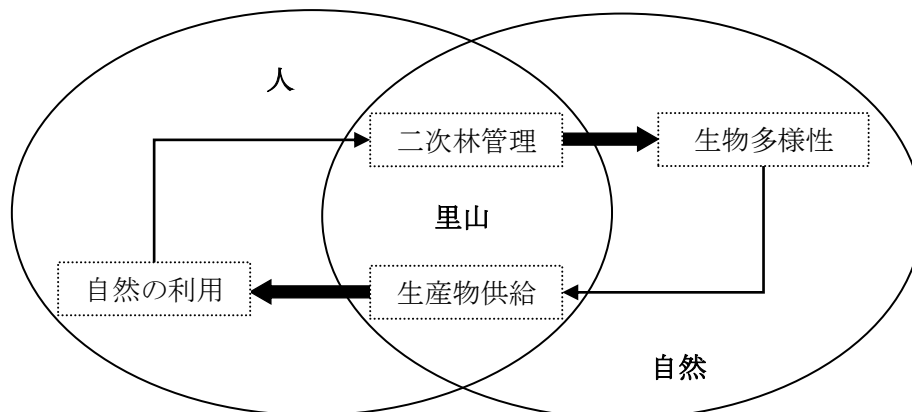 人
二次林管理
生物多様性
里山
自然の利用
生産物供給
自然